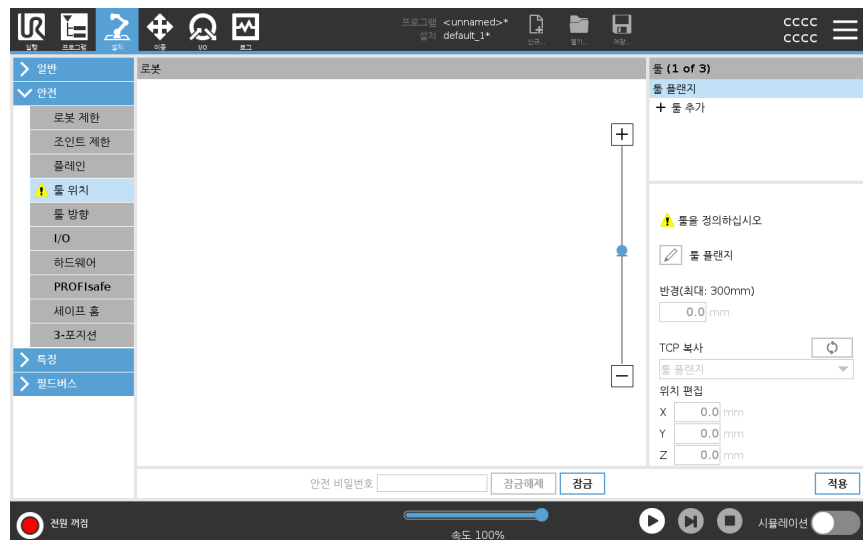 프로그램 <unnamed>*
설치 default_1*
신규... 열기... 저장...
CCCC
CCCC
실행 프로그램 설치 이동 I/O 로그
일반
안전
로봇 제한
조인트 제한
플레인
툴 위치
툴 방향
I/O
하드웨어
PROFIsafe
세이프 홈
3-포지션
특징
필드버스
로봇
툴 (1 of 3)
툴 플랜지
+ 툴 추가
툴을 정의하십시오
툴 플랜지
반경(최대: 300mm)
0.0 mm
TCP 복사
툴 플랜지
위치 편집
X 0.0 mm
Y 0.0 mm
Z 0.0 mm
안전 비밀번호 잠금해제 잠금
적용
전원 꺼짐
속도 100%
시뮬레이션